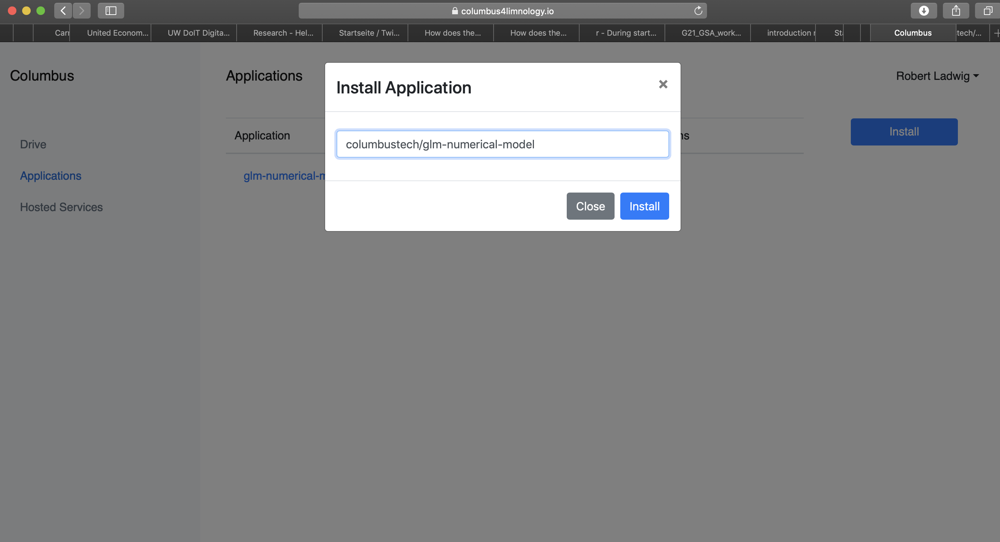 columbus4limnology.io
Carr
United Econom...
UW DoIT Digita...
Research - Hel...
Startseite / Twi...
How does the...
How does the...
r - During start...
G21_GSA_work...
introduction r
Columbus
tech/...
Columbus
Applications
Robert Ladwig
Install Application
Application
ns
Install
Drive
Applications
Hosted Services
columbustech/glm-numerical-model
glm-numerical-m
Close
Install